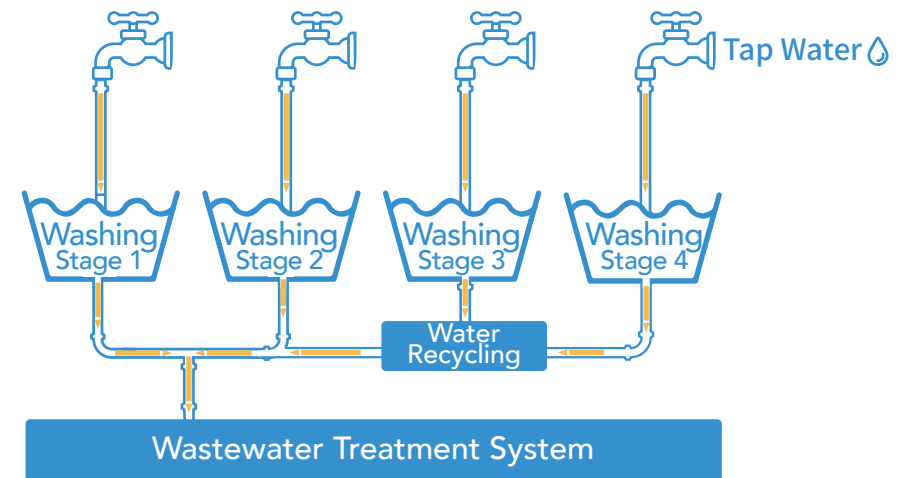 Tap Water
Washing
Stage 1
Washing
Stage 2
Washing
Stage 3
Washing
Stage 4
Water
Recycling
Wastewater Treatment System